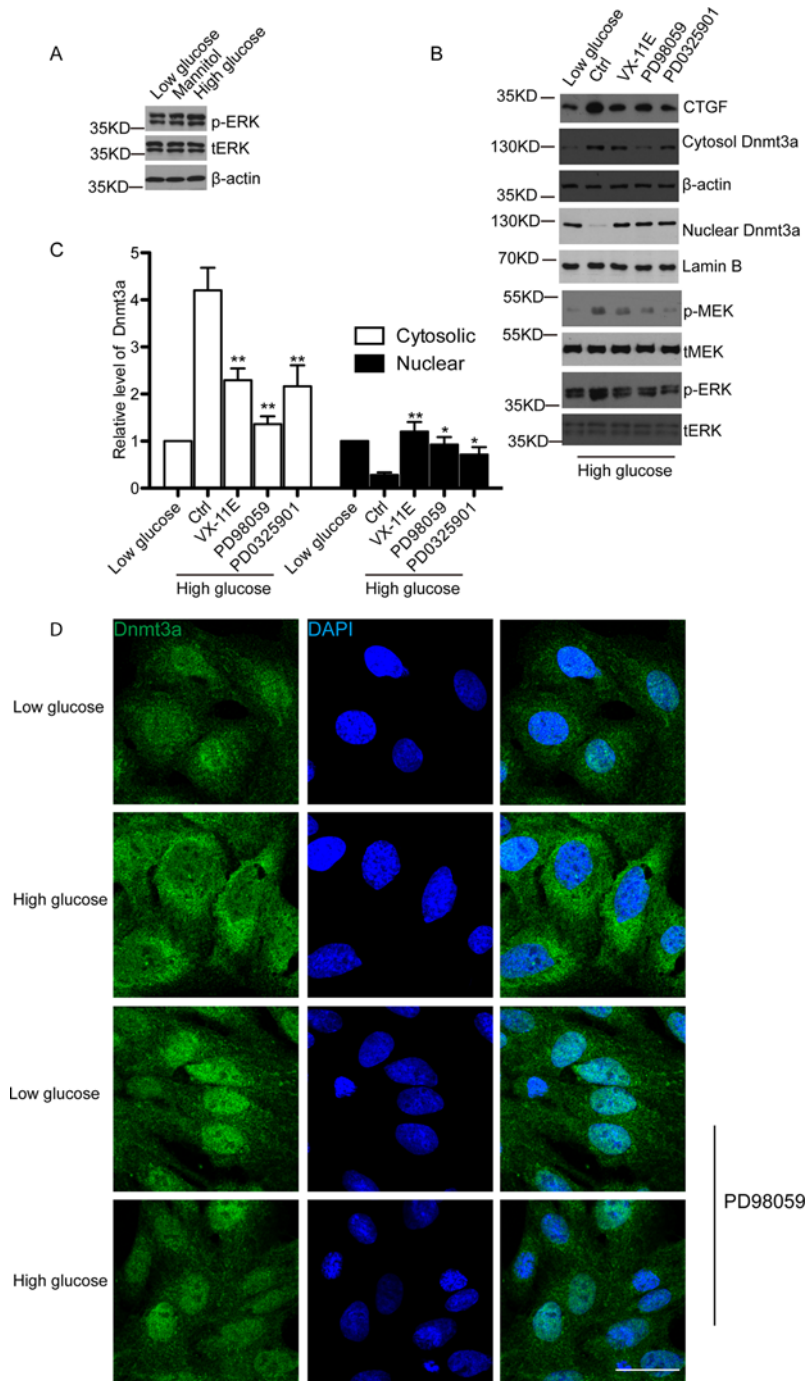 A
Low glucose
Mannitol
High glucose
p-ERK
35KD
tERK
35KD
β-actin
35KD
B
Low glucose
Ctrl
VX-11E
PD98059
PD0325901
35KD
CTGF
130KD
Cytosol Dnmt3a
β-actin
35KD
130KD
Nuclear Dnmt3a
70KD
Lamin B
55KD
p-MEK
55KD
tMEK
p-ERK
35KD
tERK
35KD
High glucose
C
Relative level of Dnmt3a
5
4
3
2
1
0
Cytosolic
Nuclear
**
**
**
**
*
*
Low glucose
Ctrl
VX-11E
PD98059
PD0325901
High glucose
Low glucose
Ctrl
VX-11E
PD98059
PD0325901
High glucose
D
Dnmt3a
DAPI
Low glucose
High glucose
Low glucose
High glucose
PD98059